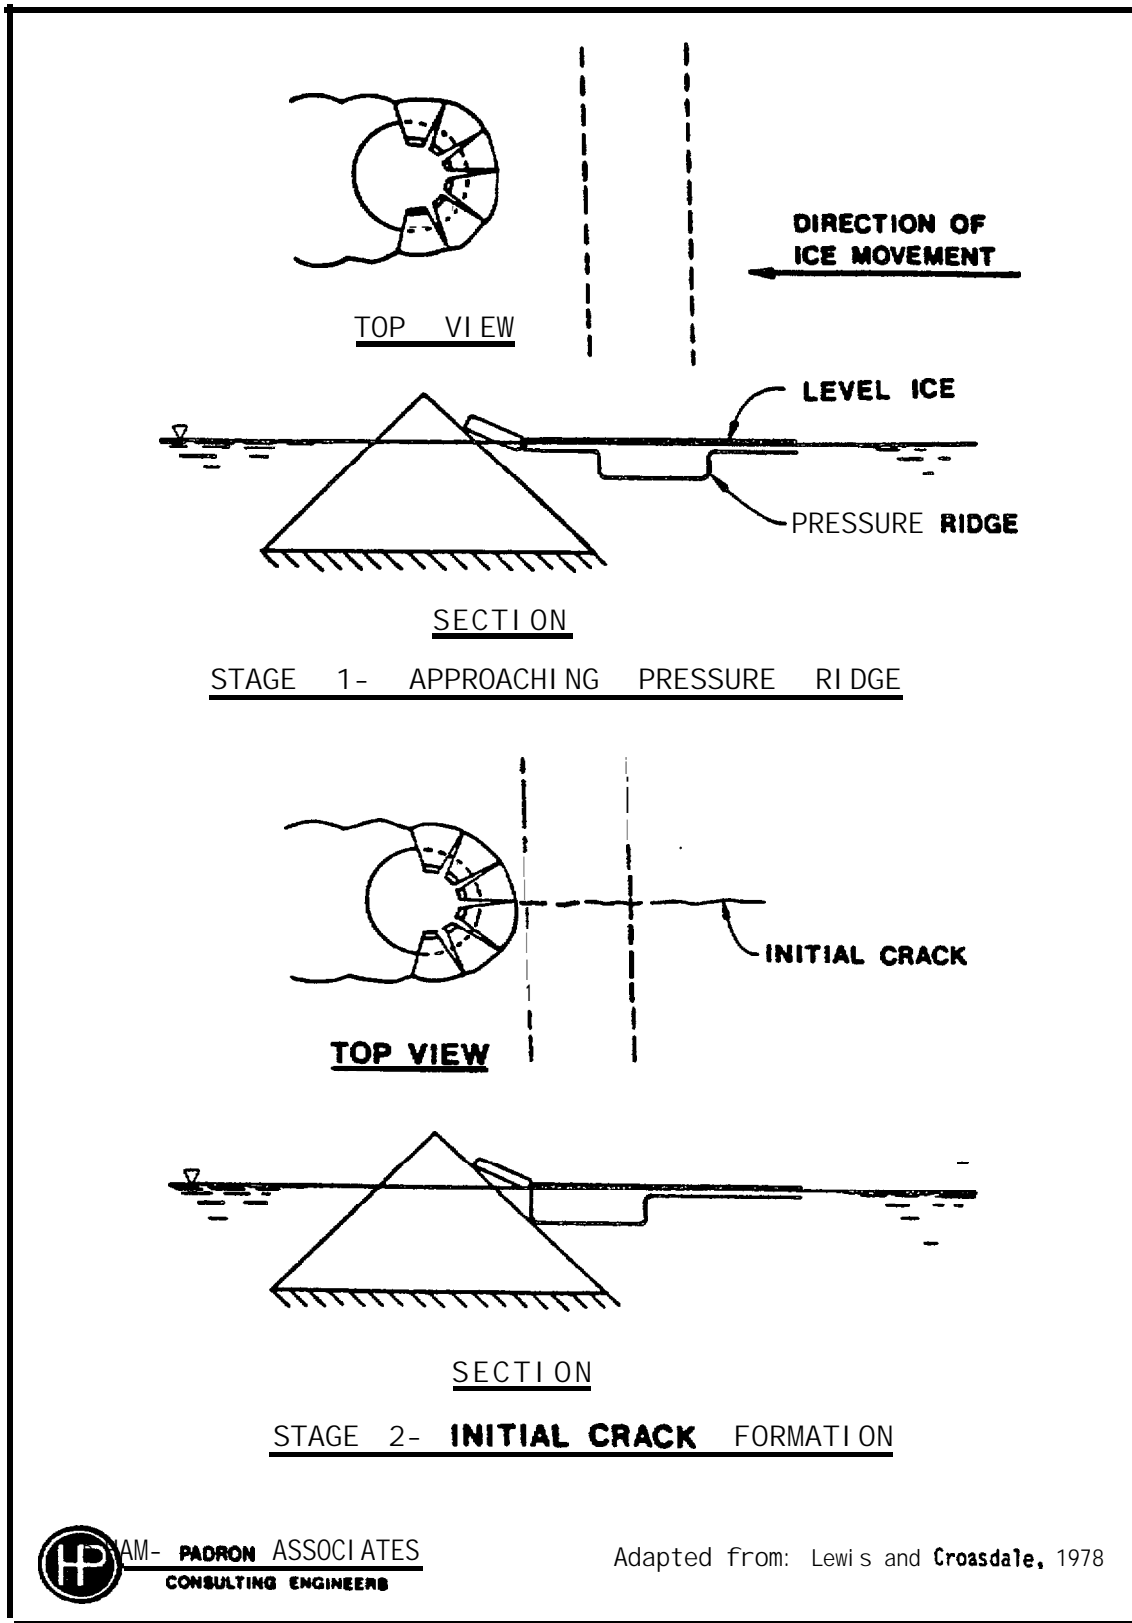 DIRECTION OF
ICE MOVEMENT
TOP VIEW
LEVEL ICE
PRESSURE RIDGE
SECTION
STAGE 1- APPROACHING PRESSURE RIDGE
INITIAL CRACK
TOP VIEW
SECTION
STAGE 2- INITIAL CRACK FORMATION
HP
PADRON ASSOCIATES
CONSULTING ENGINEERS
Adapted from: Lewis and Croasdale, 1978